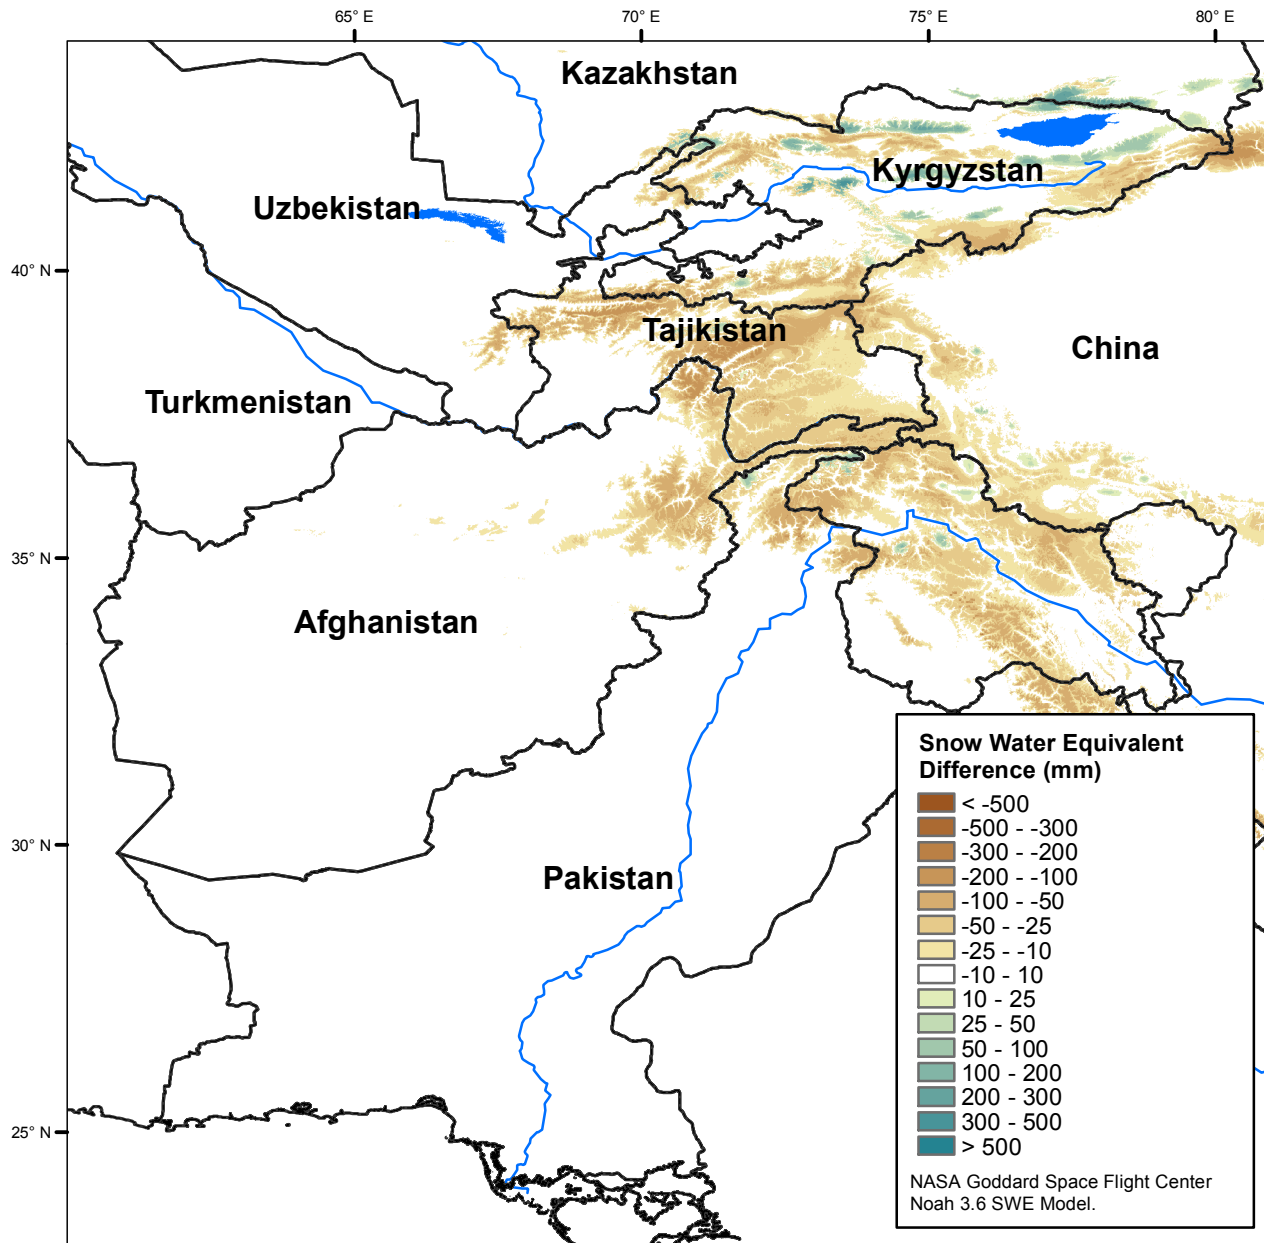 65° E 70° E 75° E 80° E
Kazakhstan
Kyrgyzstan
Uzbekistan
40° N
Tajikistan
China
Turkmenistan
35° N
Afghanistan
Snow Water Equivalent
Difference (mm)
< -500
-500 - -300
-300 - -200
-200 - -100
-100 - -50
-50 - -25
-25 - -10
-10 - 10
10 - 25
25 - 50
50 - 100
100 - 200
200 - 300
300 - 500
> 500
NASA Goddard Space Flight Center
Noah 3.6 SWE Model.
30° N
Pakistan
25° N